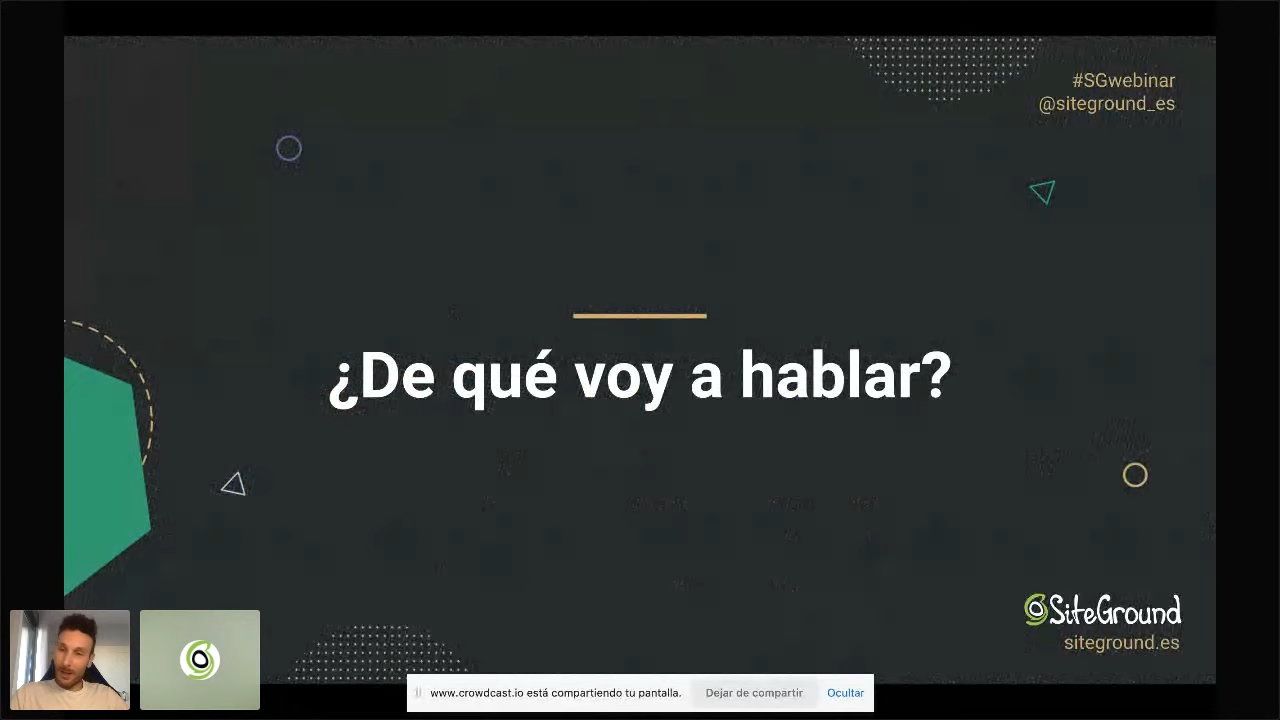 #SGwebinar
@siteground_es
¿De qué voy a hablar?
SiteGround
siteground.es
www.crowdcast.io está compartiendo tu pantalla. Dejar de compartir Ocultar